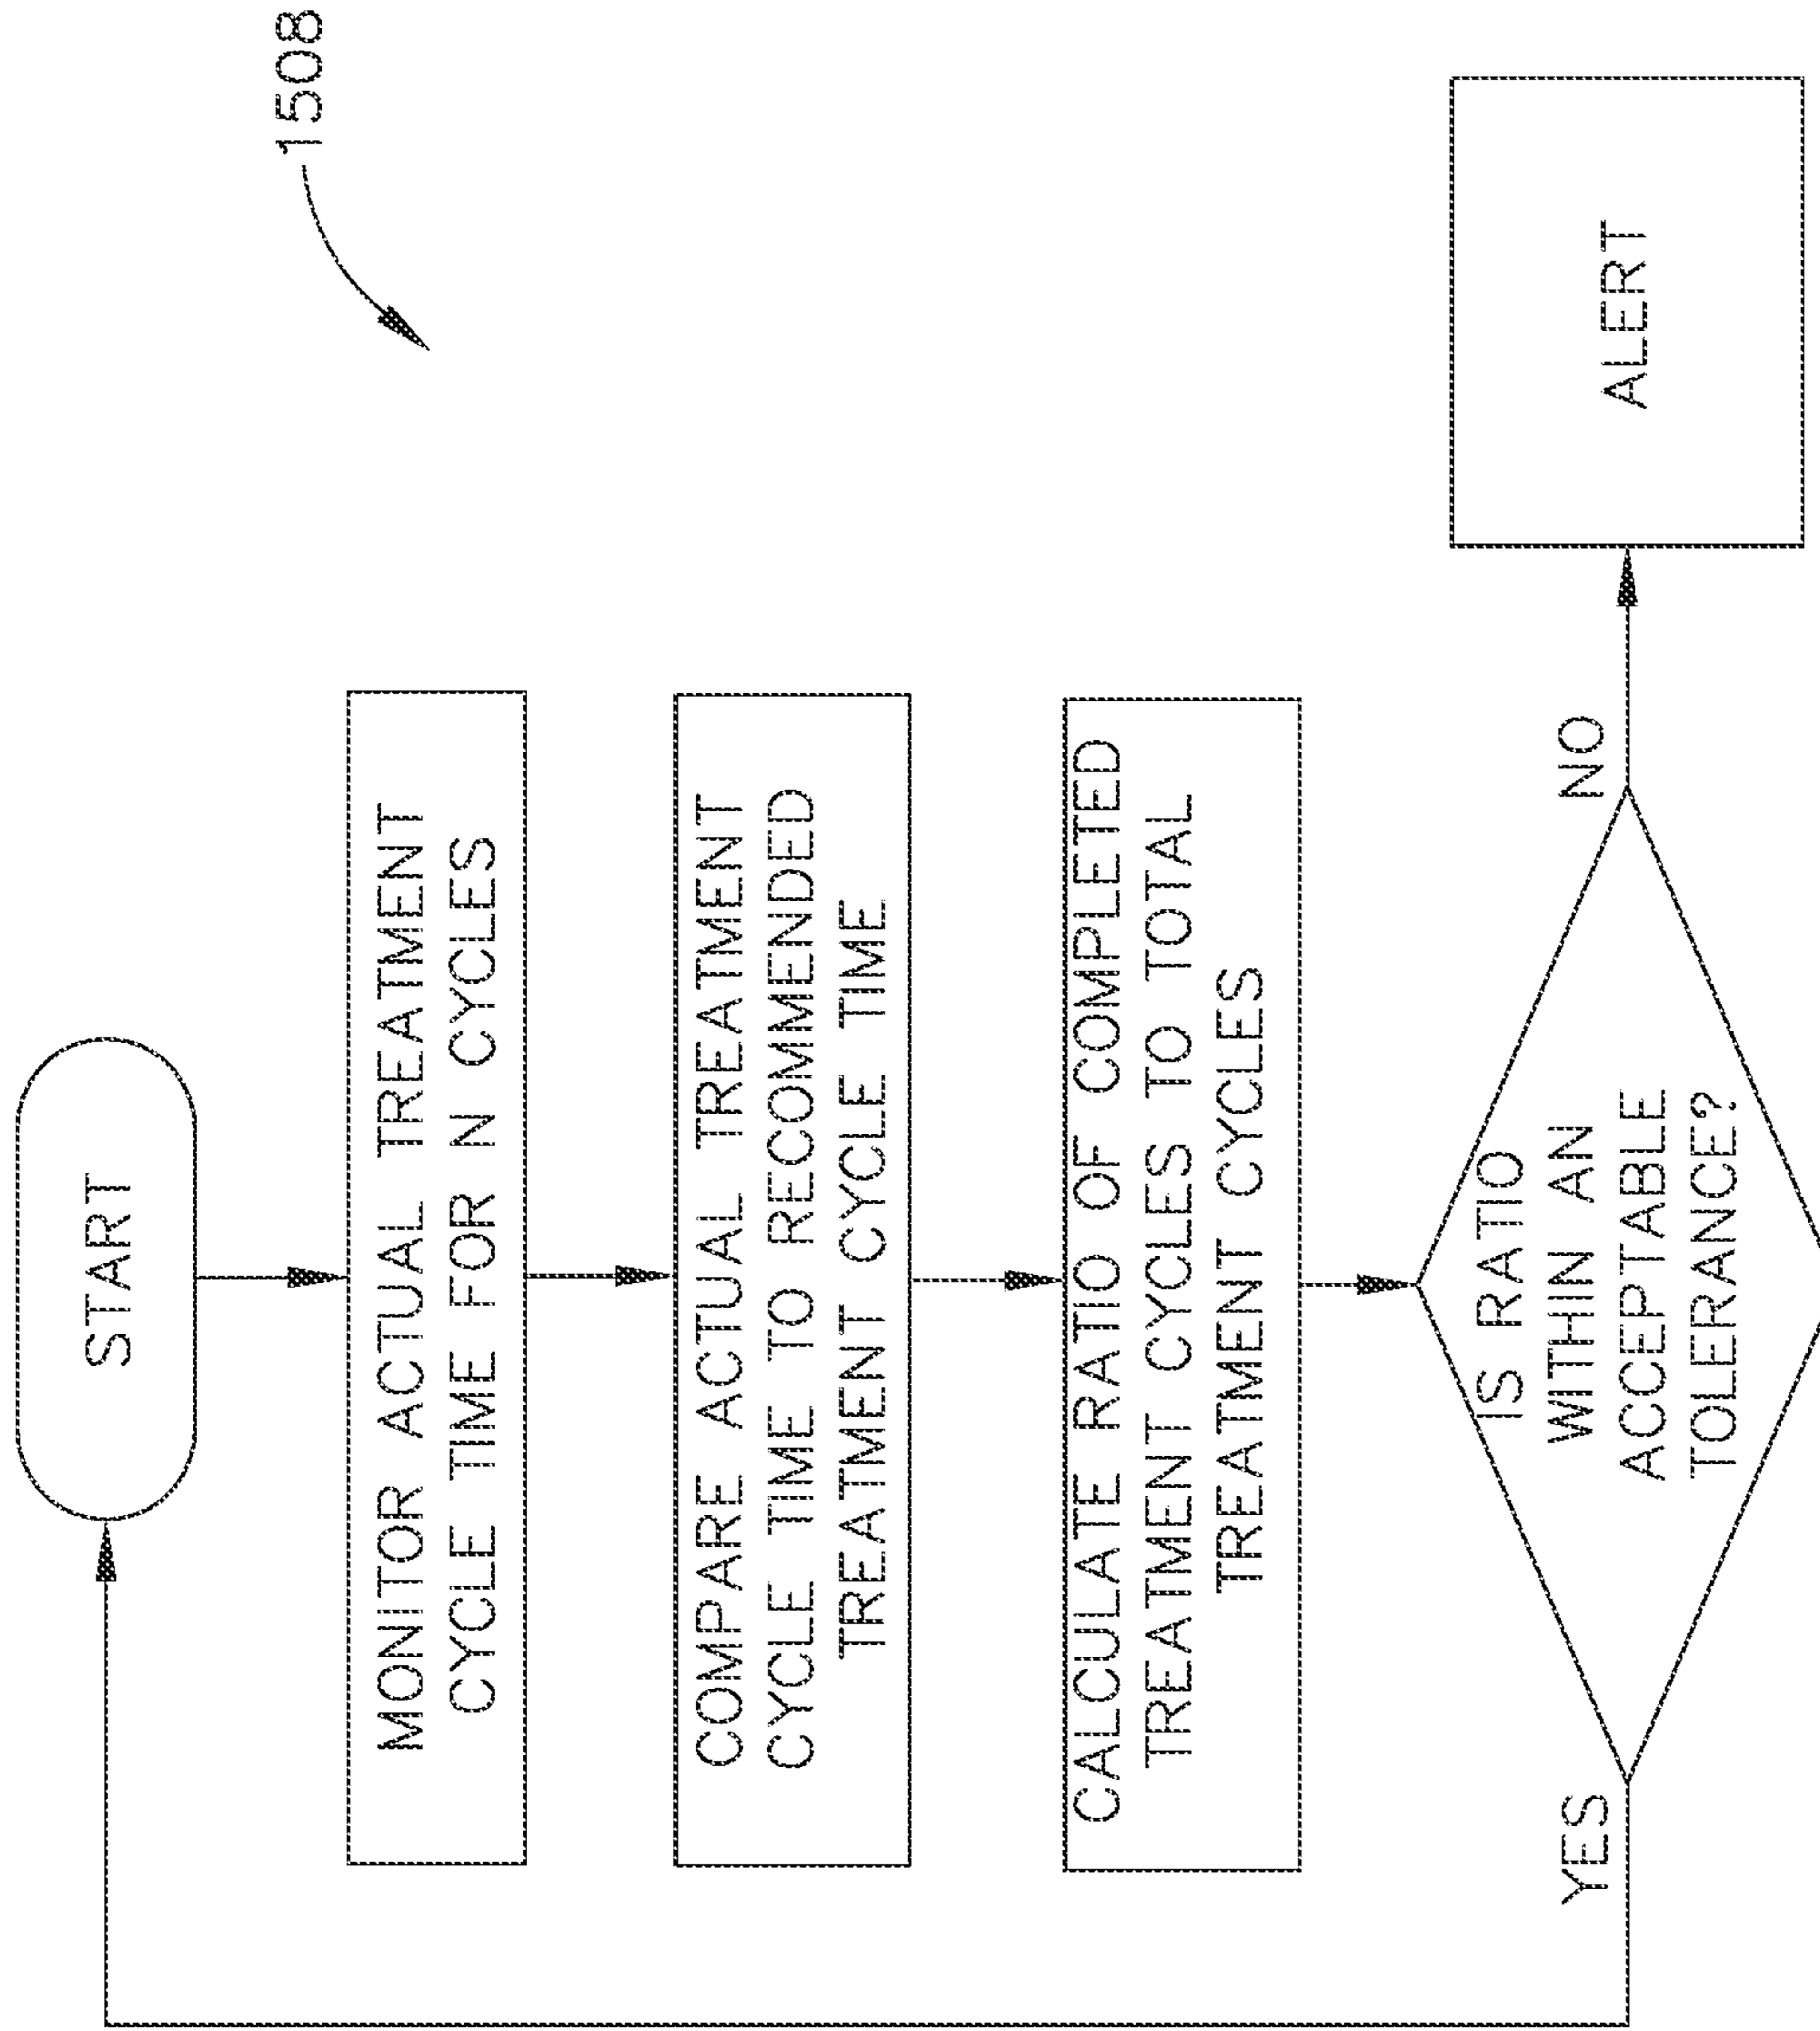 1508
START
MONITOR ACTUAL TREATMENT
CYCLE TIME FOR N CYCLES
COMPARE ACTUAL TREATMENT
CYCLE TIME TO RECOMMENDED
TREATMENT CYCLE TIME
CALCULATE RATIO OF COMPLETED
TREATMENT CYCLES TO TOTAL
TREATMENT CYCLES
IS RATIO
WITHIN AN
ACCEPTABLE
TOLERANCE?
YES
NO
ALERT